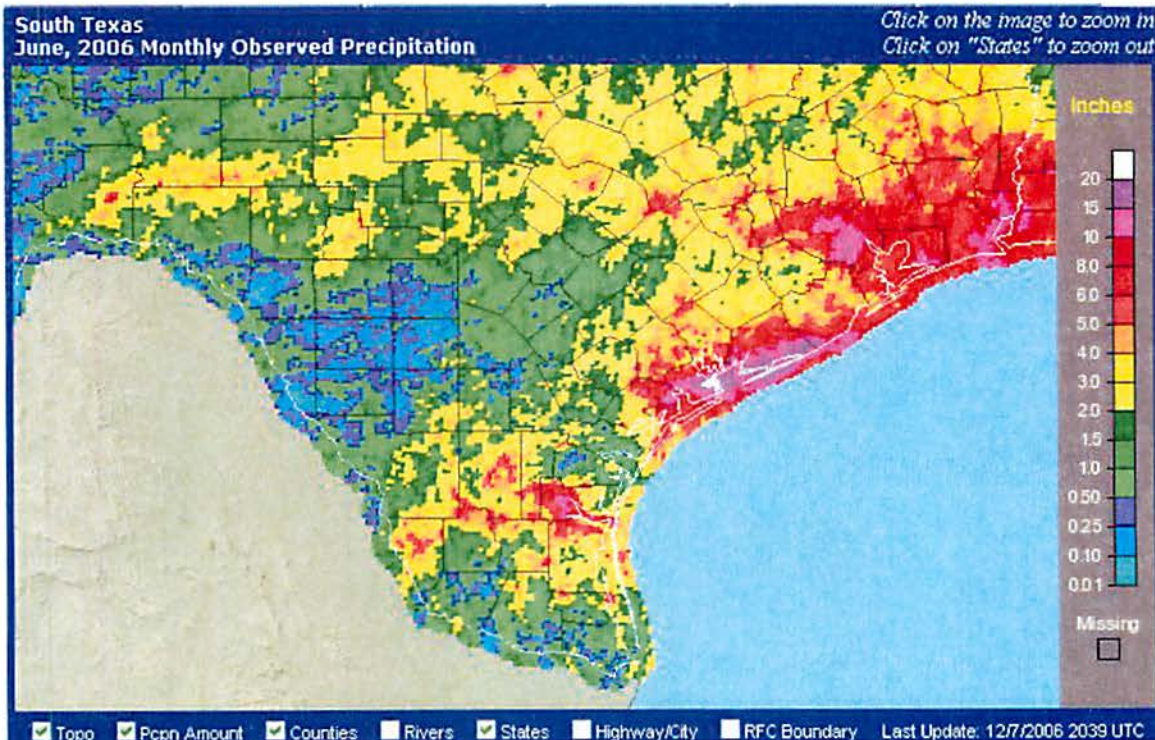 South Texas
June, 2006 Monthly Observed Precipitation
Click on the image to zoom in
Click on "States" to zoom out
Inches
20
15
10
8.0
6.0
5.0
4.0
3.0
2.0
1.5
1.0
0.50
0.25
0.10
0.01
Missing
Topo Pcpn Amount Counties Rivers States Highway/City RFC Boundary Last Update: 12/7/2006 2039 UTC